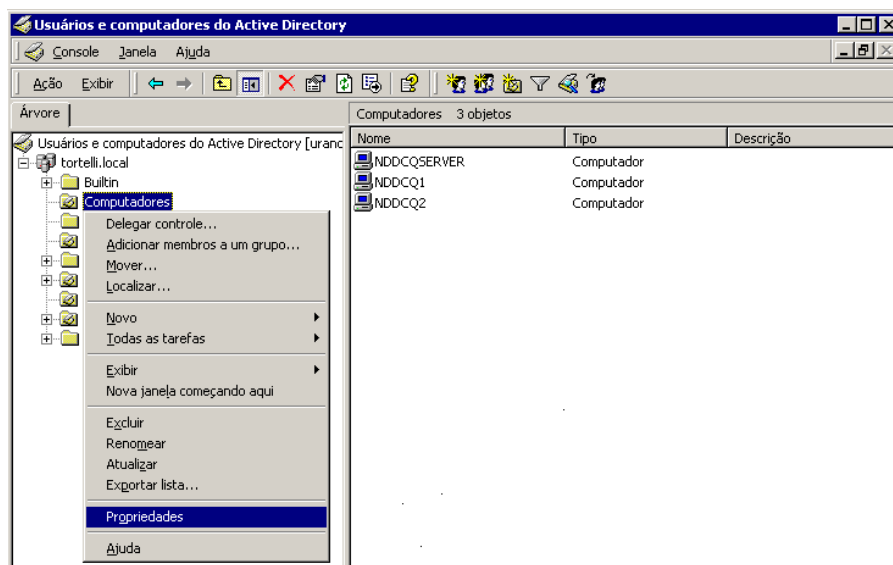 Usuários e computadores do Active Directory
Console Janela Ajuda
Ação Exibir
Árvore
Computadores 3 objetos
Usuários e computadores do Active Directory [uranc
tortelli.local
Builtin
Computadores
Nome Tipo Descrição
NDDCQSERVER Computador
NDDCQ1 Computador
NDDCQ2 Computador
Delegar controle...
Adicionar membros a um grupo...
Mover...
Localizar...
Novo
Todas as tarefas
Exibir
Nova janela começando aqui
Excluir
Renomear
Atualizar
Exportar lista...
Propriedades
Ajuda